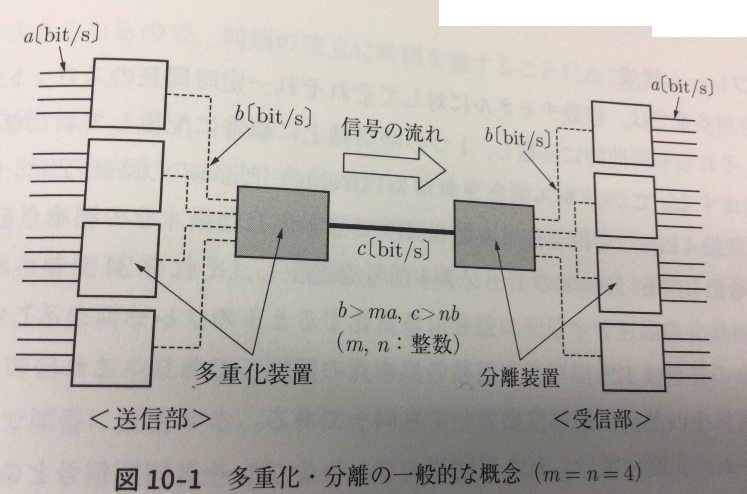 a〔bit/s〕
b〔bit/s〕
信号の流れ
b〔bit/s〕
a〔bit/s〕
c〔bit/s〕
b>ma, c>nb
(m, n：整数)
多重化装置
分離装置
＜送信部＞
＜受信部＞
図 10-1 多重化・分離の一般的な概念（m=n=4）